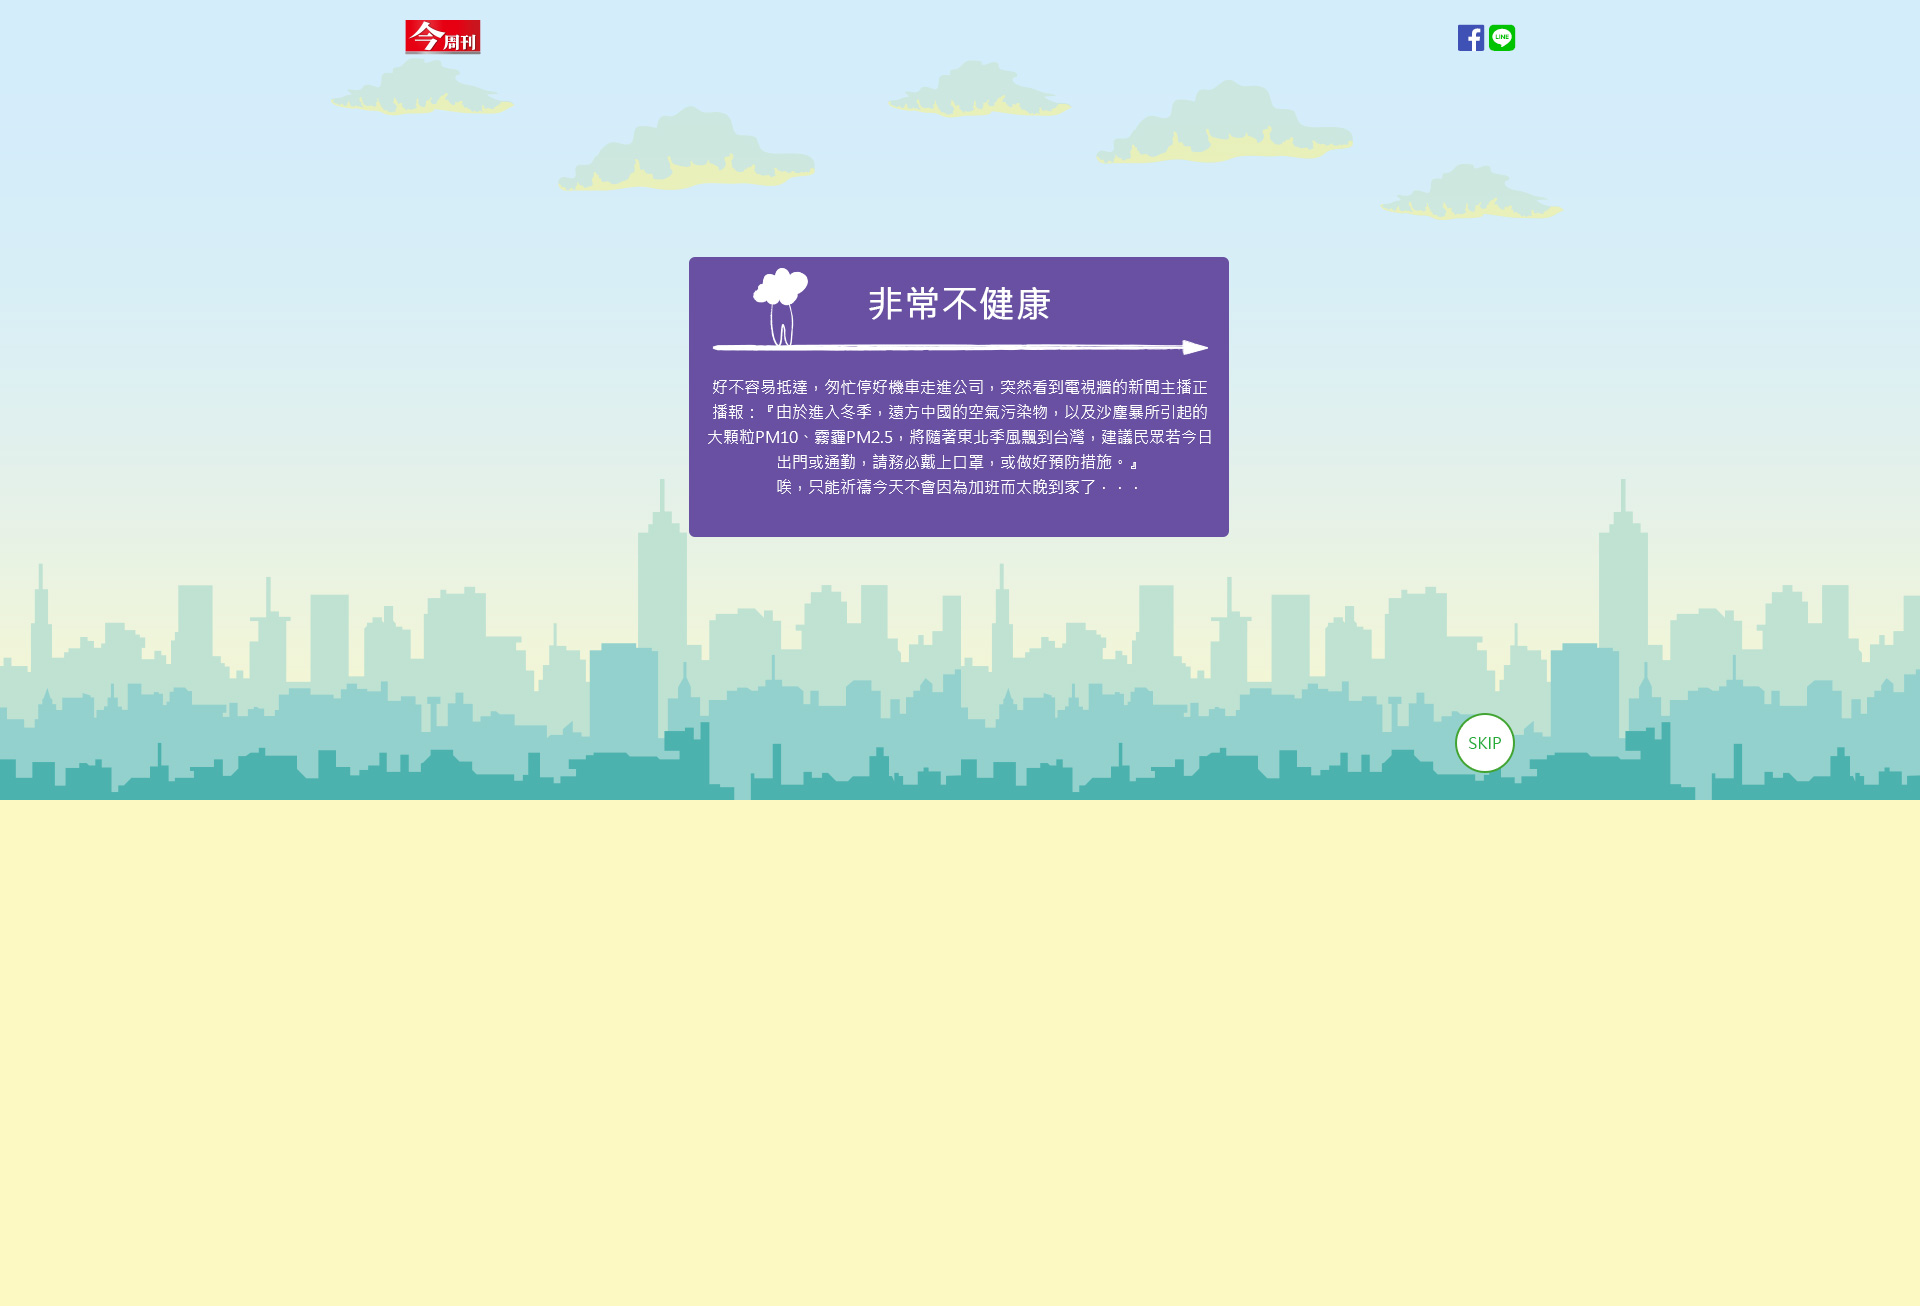 今周刊
LINE
非常不健康
好不容易抵達，匆忙停好機車走進公司，突然看到電視牆的新聞主播正
播報：『由於進入冬季，遠方中國的空氣污染物，以及沙塵暴所引起的
大顆粒PM10、霧霾PM2.5，將隨著東北季風飄到台灣，建議民眾若今日
出門或通勤，請務必戴上口罩，或做好預防措施。』
唉，只能祈禱今天不會因為加班而太晚到家了．．．
SKIP